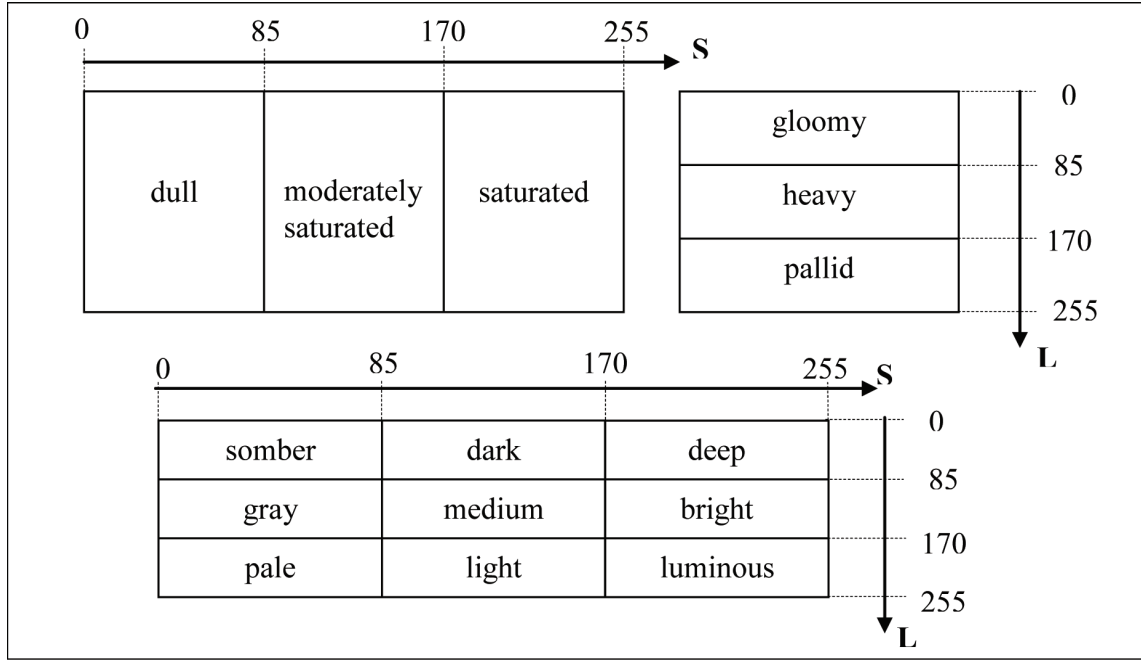 0 85 170 255
S
dull
moderately
saturated
saturated
gloomy
heavy
pallid
0
85
170
255
L
0 85 170 255
S
somber dark deep
gray medium bright
pale light luminous
0
85
170
255
L